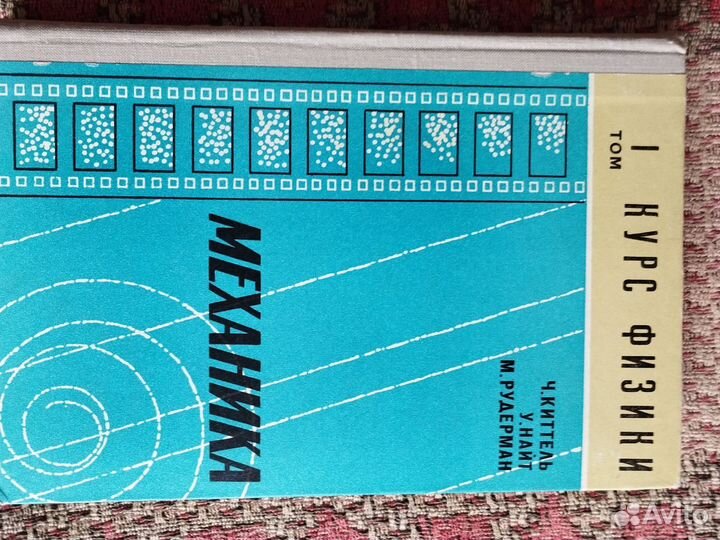 I КУРС ФИЗИКИ
ТОМ
Ч.КИТТЕЛЬ
У.НАЙТ
М.РУДЕРМАН
МЕХАНИКА
Avito